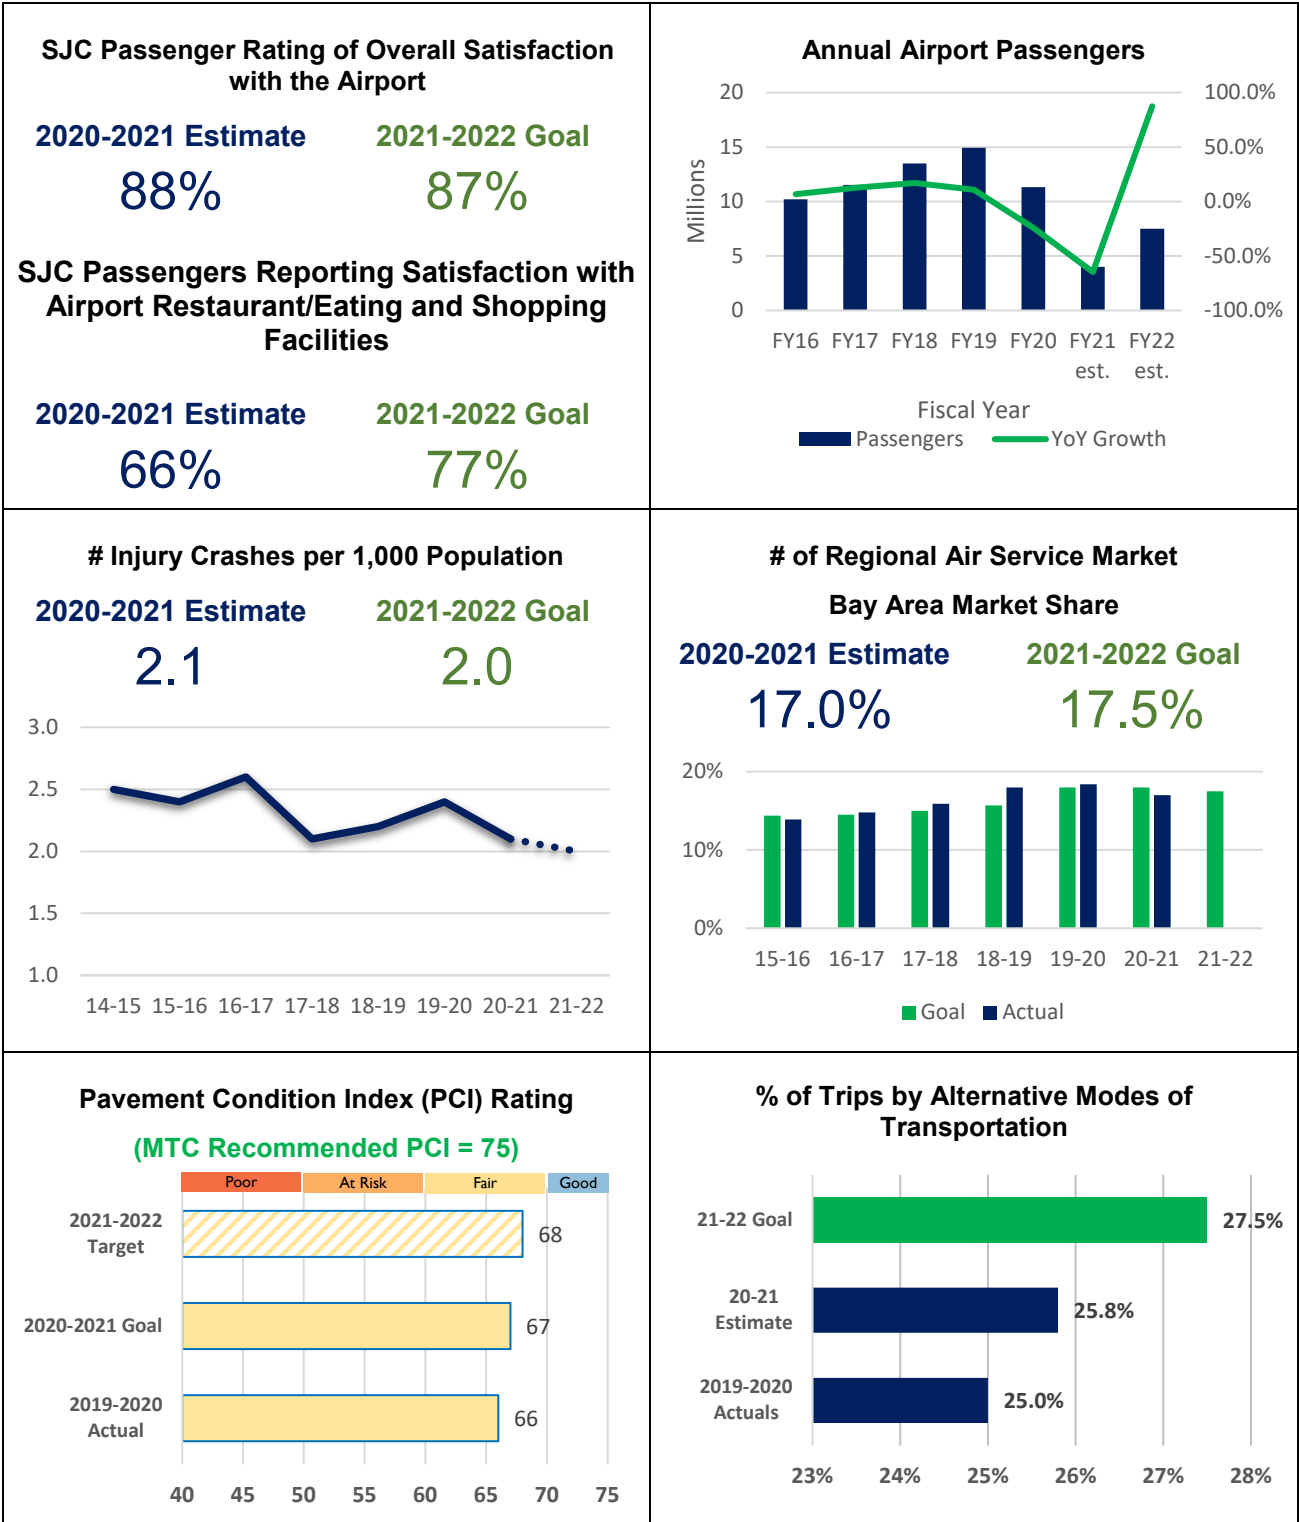 SJC Passenger Rating of Overall Satisfaction
with the Airport
2020-2021 Estimate 2021-2022 Goal
88% 87%
SJC Passengers Reporting Satisfaction with
Airport Restaurant/Eating and Shopping
Facilities
2020-2021 Estimate 2021-2022 Goal
66% 77%
Annual Airport Passengers
20 100.0%
15 50.0%
10 0.0%
5 -50.0%
0 -100.0%
Millions
FY16 FY17 FY18 FY19 FY20 FY21 FY22
est. est.
Fiscal Year
Passengers YoY Growth
# Injury Crashes per 1,000 Population
2020-2021 Estimate 2021-2022 Goal
2.1 2.0
3.0
2.5
2.0
1.5
1.0
14-15 15-16 16-17 17-18 18-19 19-20 20-21 21-22
# of Regional Air Service Market
Bay Area Market Share
2020-2021 Estimate 2021-2022 Goal
17.0% 17.5%
20%
10%
0%
15-16 16-17 17-18 18-19 19-20 20-21 21-22
Goal Actual
Pavement Condition Index (PCI) Rating
(MTC Recommended PCI = 75)
Poor At Risk Fair Good
2021-2022
Target
68
2020-2021 Goal 67
2019-2020
Actual
66
40 45 50 55 60 65 70 75
% of Trips by Alternative Modes of
Transportation
21-22 Goal 27.5%
20-21
Estimate
25.8%
2019-2020
Actuals
25.0%
23% 24% 25% 26% 27% 28%